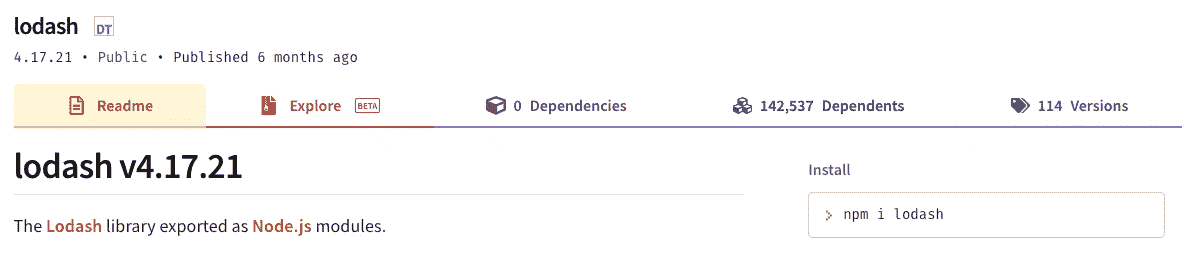 lodash DT
4.17.21 • Public • Published 6 months ago
Readme Explore BETA 0 Dependencies 142,537 Dependents 114 Versions
lodash v4.17.21
Install
> npm i lodash
The Lodash library exported as Node.js modules.